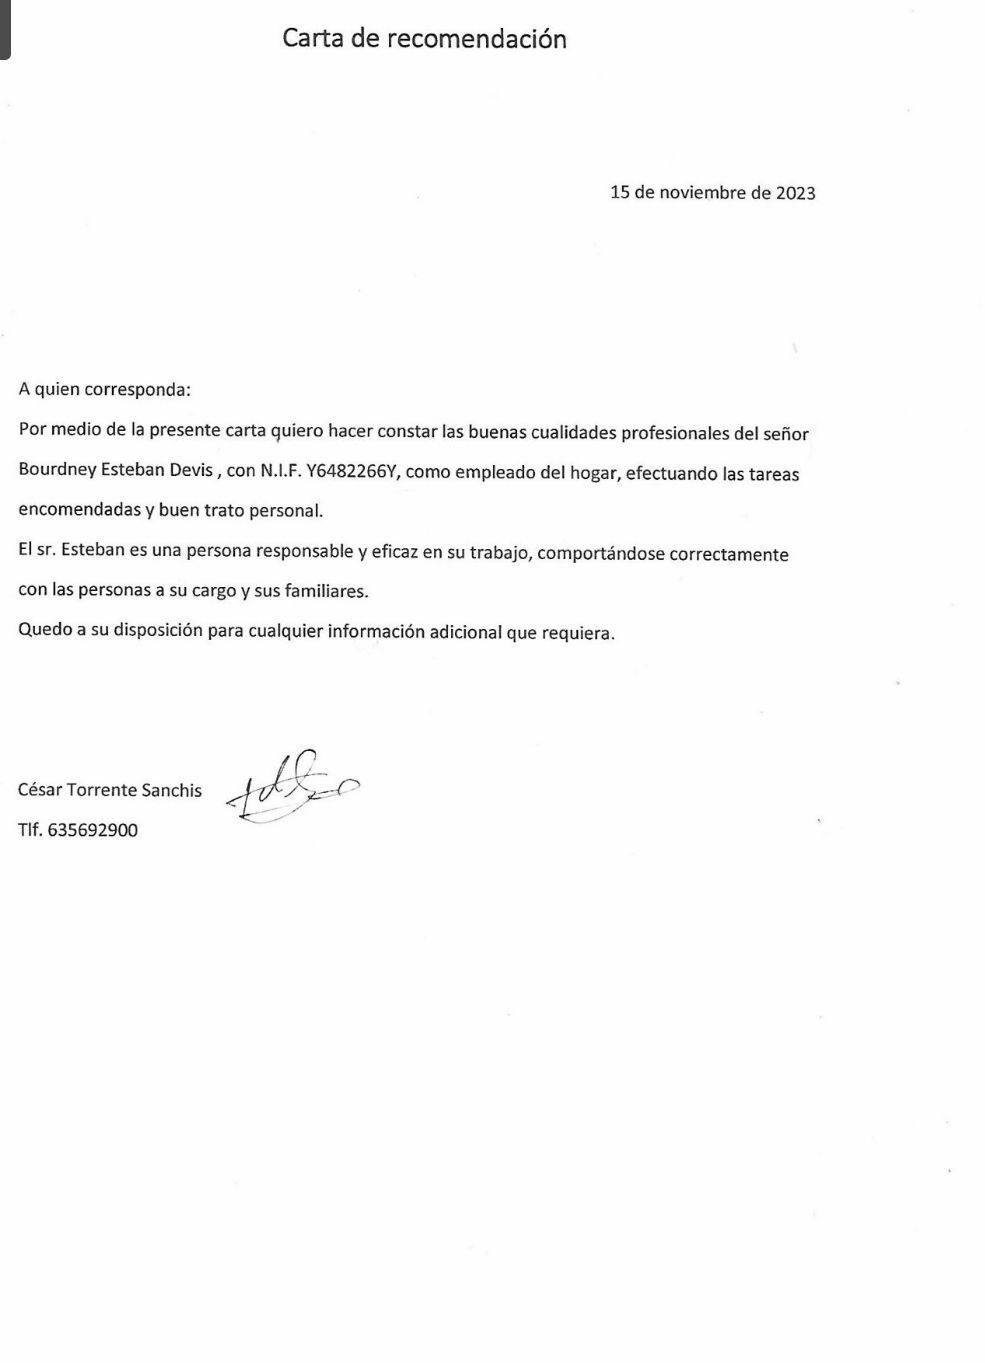 Carta de recomendación
15 de noviembre de 2023
A quien corresponda:
Por medio de la presente carta quiero hacer constar las buenas cualidades profesionales del señor
Bourdney Esteban Devis , con N.I.F. Y6482266Y, como empleado del hogar, efectuando las tareas
encomendadas y buen trato personal.
El sr. Esteban es una persona responsable y eficaz en su trabajo, comportándose correctamente
con las personas a su cargo y sus familiares.
Quedo a su disposición para cualquier información adicional que requiera.
César Torrente Sanchis
Tlf. 635692900